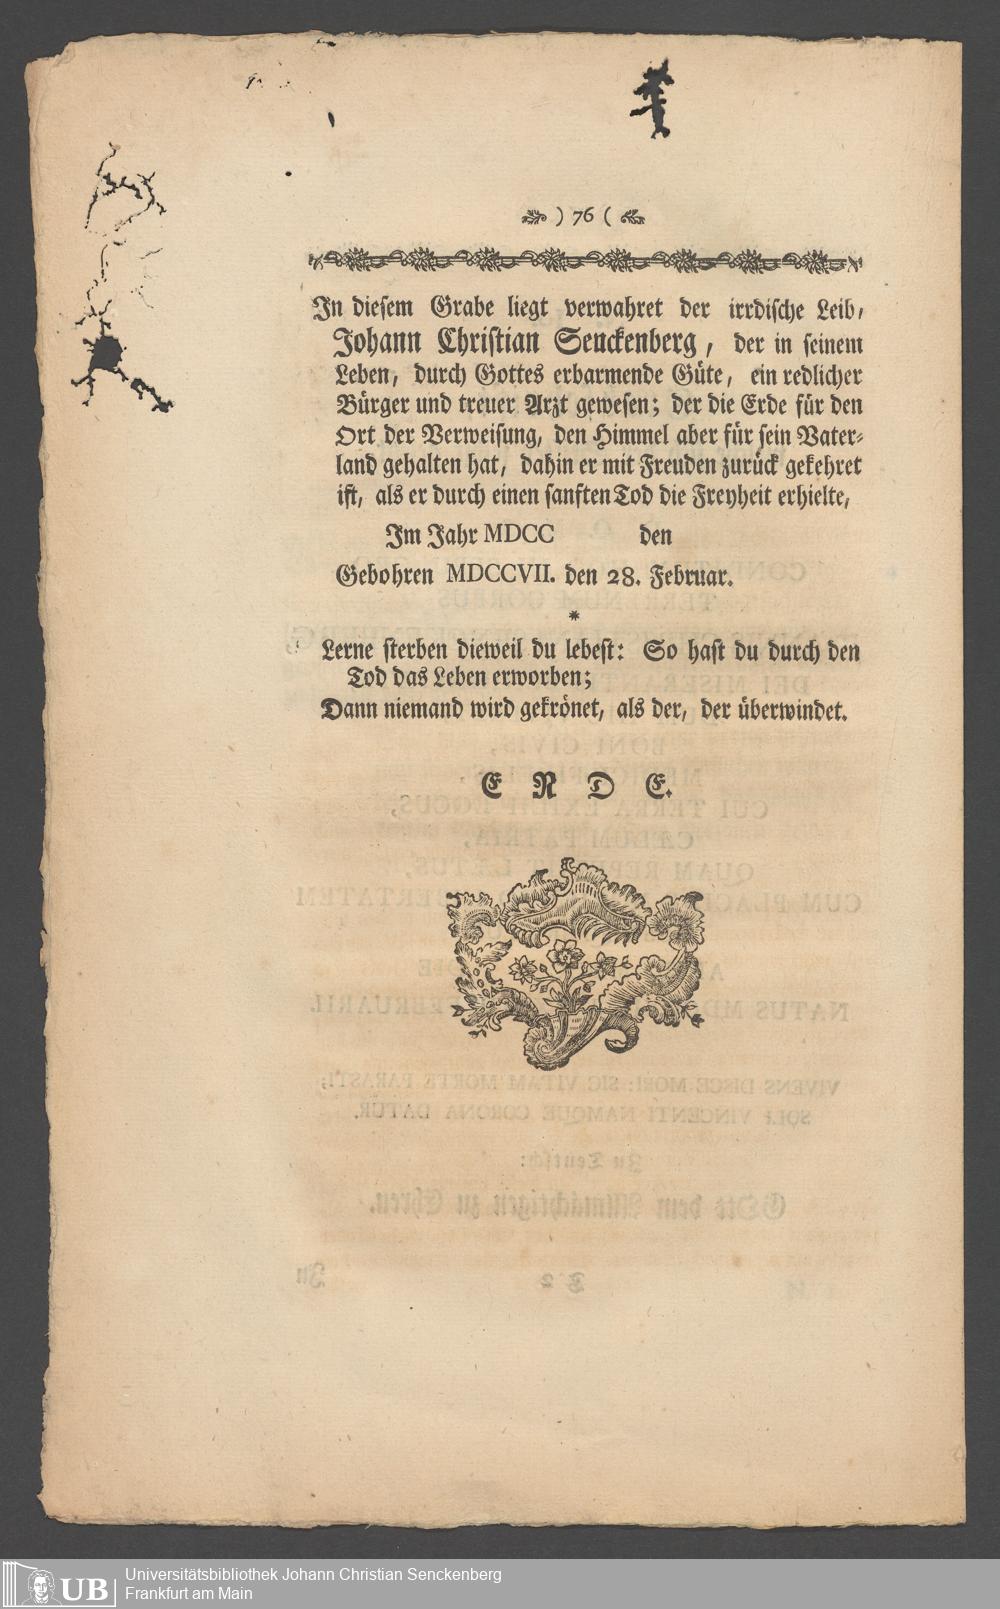 ) 76 (
In diesem Grabe liegt verwahret der irrdische Leib,
Johann Christian Senckenberg, der in seinem
Leben, durch Gottes erbarmende Güte, ein redlicher
Bürger und treuer Arzt gewesen; der die Erde für den
Ort der Verweisung, den Himmel aber für sein Vater-
land gehalten hat, dahin er mit Freuden zurück gekehret
ist, als er durch einen sanften Tod die Freyheit erhielte,
Im Jahr MDCC den
Gebohren MDCCVII. den 28. Februar.
*
Lerne sterben dieweil du lebest: So hast du durch den
Tod das Leben erworben;
Dann niemand wird gekrönet, als der, der überwindet.
ENDE.
UB
Universitätsbibliothek Johann Christian Senckenberg
Frankfurt am Main